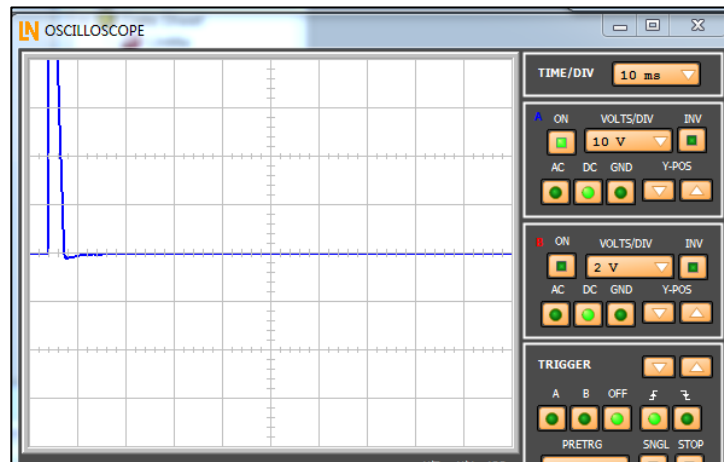 LN OSCILLOSCOPE
TIME/DIV 10 ms
A ON VOLTS/DIV INV
10 V
AC DC GND Y-POS
B ON VOLTS/DIV INV
2 V
AC DC GND Y-POS
TRIGGER
A B OFF
PRETRG SNGL STOP